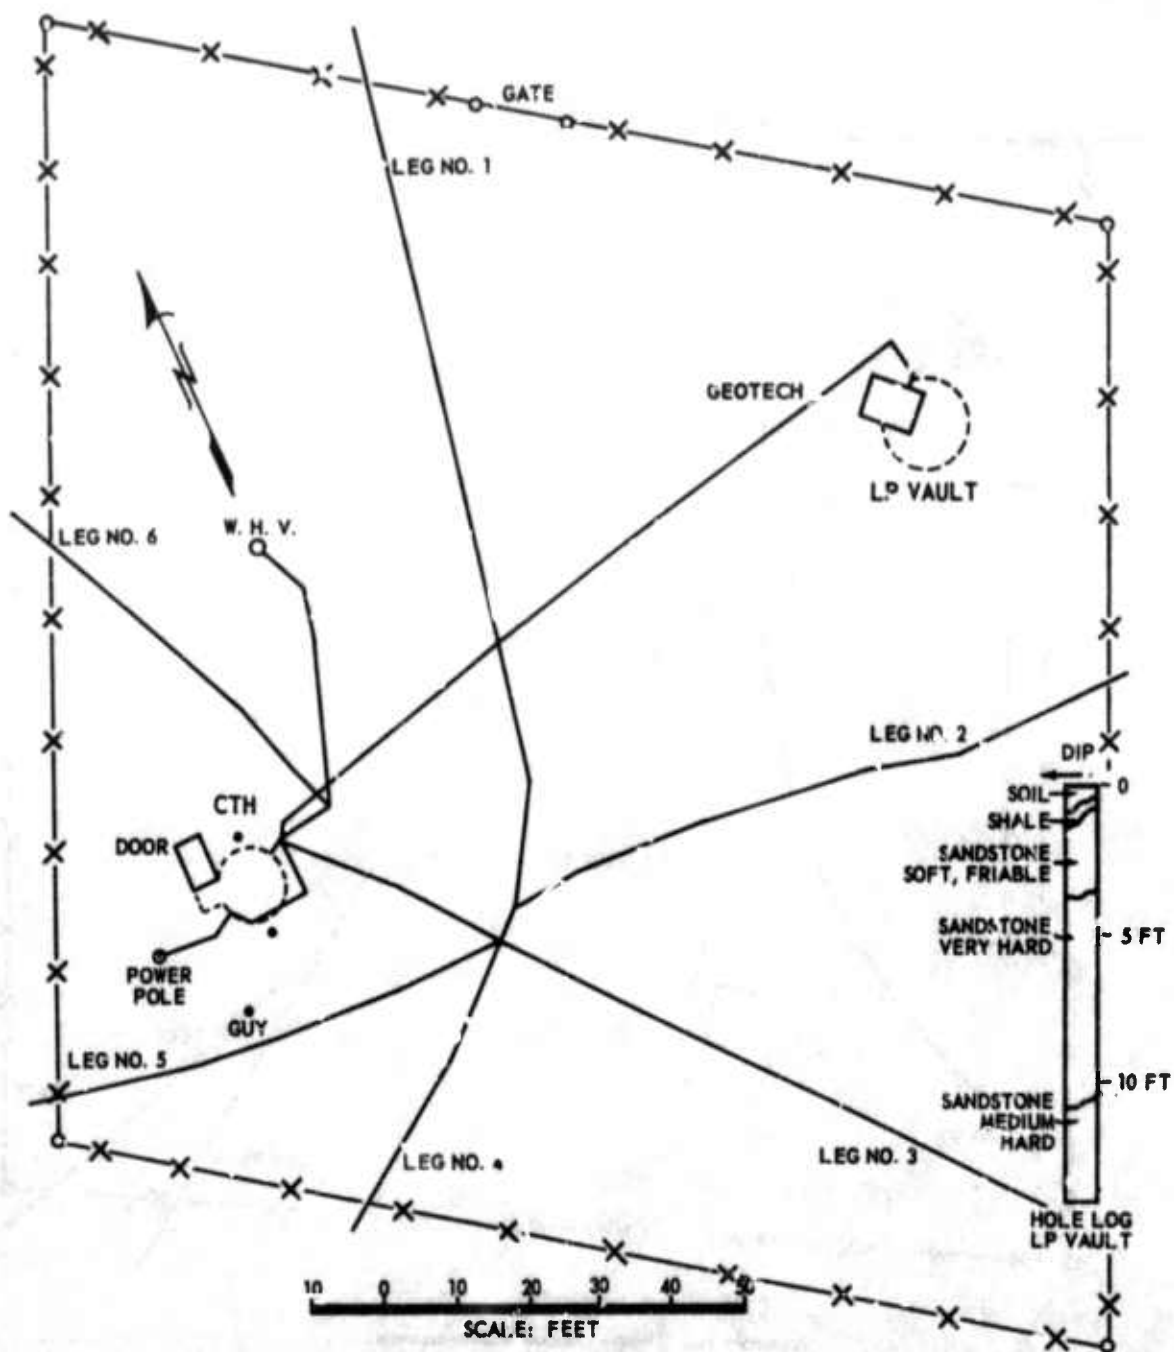 GATE
LEG NO. 1
GEOTECH
LP VAULT
LEG NO. 6
W. H. V.
N
LEG NO. 2
DIP
0
SOIL
SHALE
SANDSTONE
SOFT, FRIABLE
SANDSTONE
VERY HARD
5 FT
10 FT
SANDSTONE
MEDIUM
HARD
HOLE LOG
LP VAULT
CTH
DOOR
POWER
POLE
GUY
LEG NO. 5
LEG NO. 4
LEG NO. 3
10 0 10 20 30 40 50
SCALE: FEET